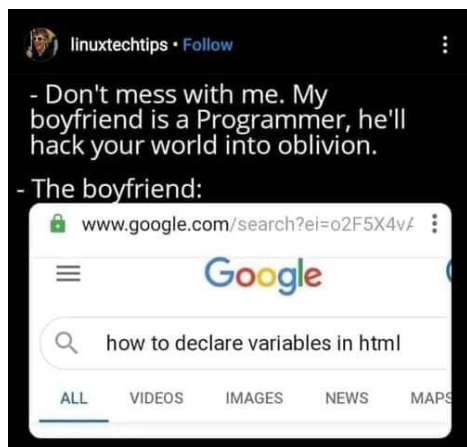 linuxtechtips • Follow
- Don't mess with me. My
boyfriend is a Programmer, he'll
hack your world into oblivion.
- The boyfriend:
www.google.com/search?ei=o2F5X4vA
Google
how to declare variables in html
ALL VIDEOS IMAGES NEWS MAPS